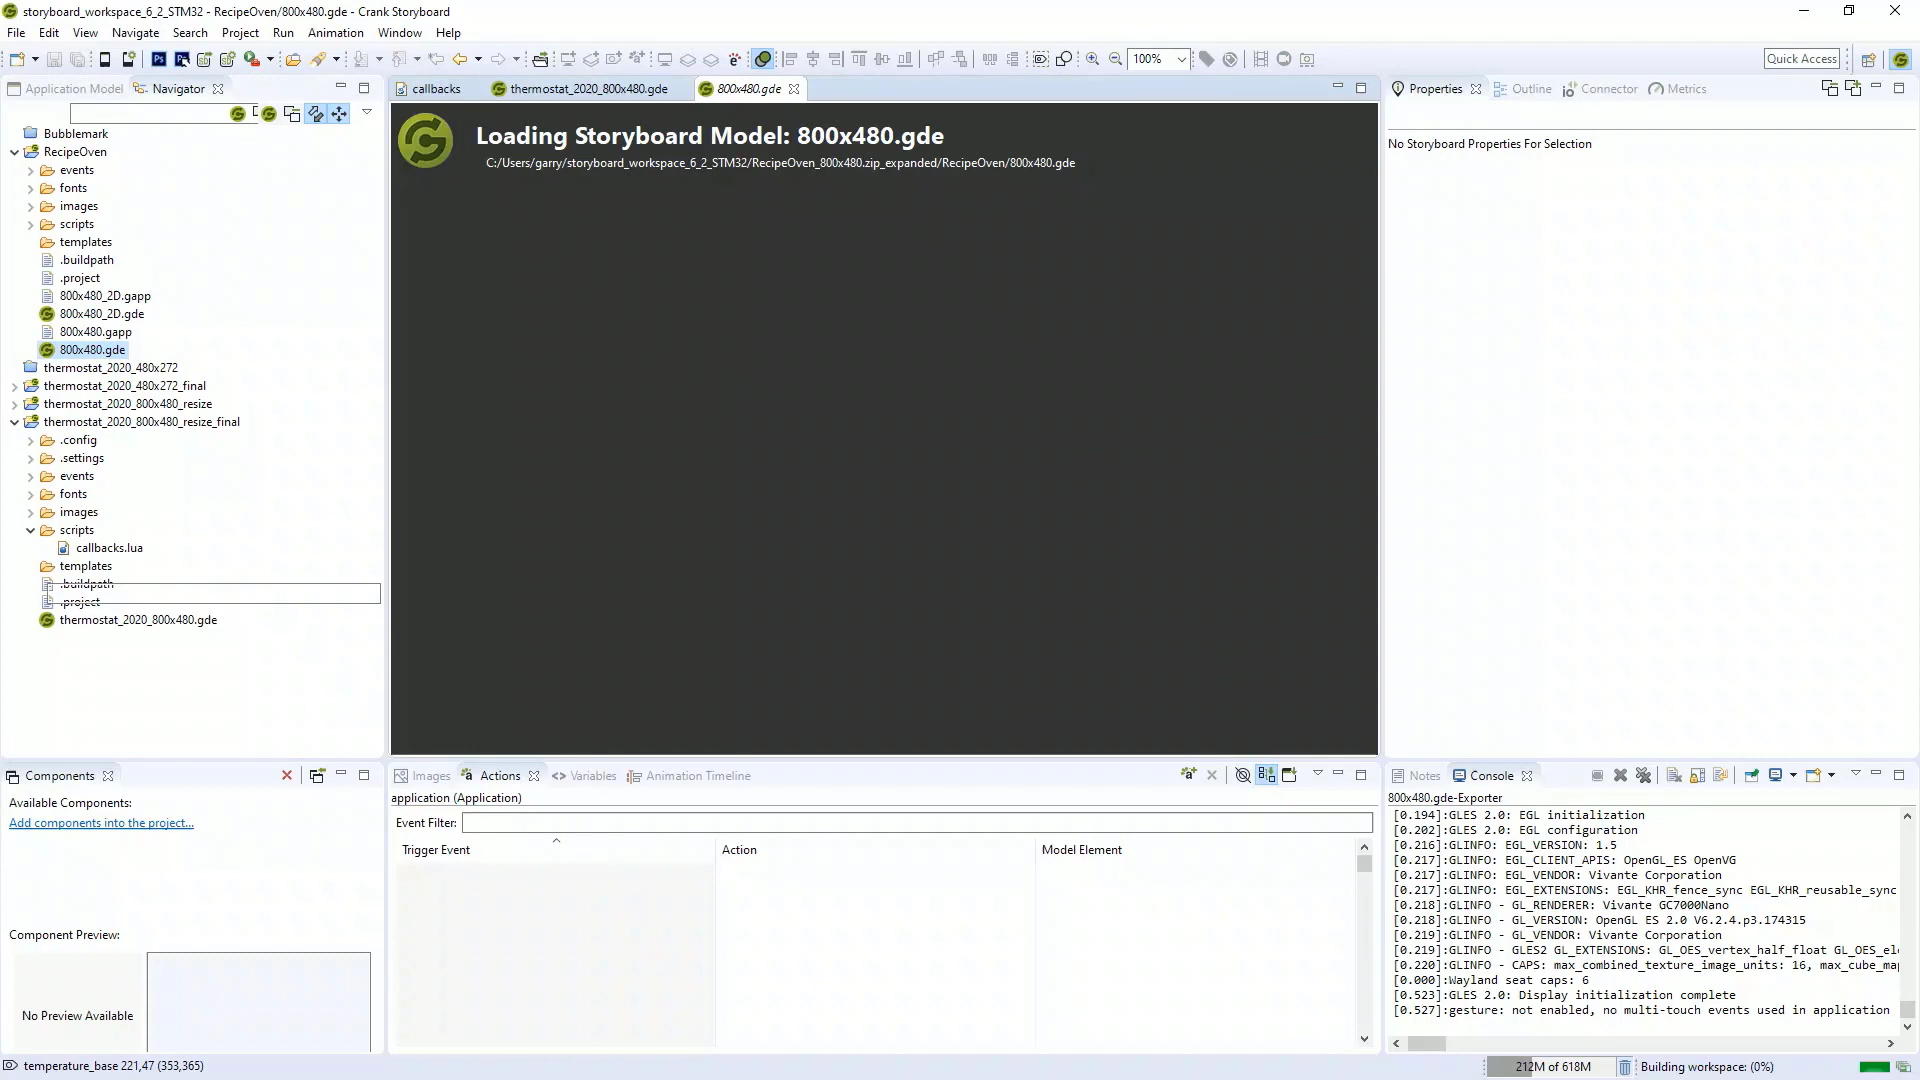 storyboard_workspace_6_2_STM32 - RecipeOven/800x480.gde - Crank Storyboard
File Edit View Navigate Search Project Run Animation Window Help
100%
Quick Access
Application Model Navigator
Bubblemark
RecipeOven
events
fonts
images
scripts
templates
.buildpath
.project
800x480_2D.gapp
800x480_2D.gde
800x480.gapp
800x480.gde
thermostat_2020_480x272
thermostat_2020_480x272_final
thermostat_2020_800x480_resize
thermostat_2020_800x480_resize_final
.config
.settings
events
fonts
images
scripts
callbacks.lua
templates
.buildpath
.project
thermostat_2020_800x480.gde
callbacks thermostat_2020_800x480.gde 800x480.gde
Loading Storyboard Model: 800x480.gde
C:/Users/garry/storyboard_workspace_6_2_STM32/RecipeOven_800x480.zip_expanded/RecipeOven/800x480.gde
Properties Outline Connector Metrics
No Storyboard Properties For Selection
Components
Available Components:
Add components into the project...
Component Preview:
No Preview Available
Images Actions Variables Animation Timeline
application (Application)
Event Filter:
Trigger Event Action Model Element
Notes Console
800x480.gde-Exporter
[0.194]:GLES 2.0: EGL initialization
[0.202]:GLES 2.0: EGL configuration
[0.216]:GLINFO: EGL_VERSION: 1.5
[0.217]:GLINFO: EGL_CLIENT_APIS: OpenGL_ES OpenVG
[0.217]:GLINFO: EGL_VENDOR: Vivante Corporation
[0.217]:GLINFO: EGL_EXTENSIONS: EGL_KHR_fence_sync EGL_KHR_reusable_sync
[0.218]:GLINFO - GL_RENDERER: Vivante GC7000Nano
[0.218]:GLINFO - GL_VERSION: OpenGL ES 2.0 V6.2.4.p3.174315
[0.219]:GLINFO - GL_VENDOR: Vivante Corporation
[0.219]:GLINFO - GLES2 GL_EXTENSIONS: GL_OES_vertex_half_float GL_OES_el
[0.220]:GLINFO - CAPS: max_combined_texture_image_units: 16, max_cube_ma
[0.000]:Wayland seat caps: 6
[0.523]:GLES 2.0: Display initialization complete
[0.527]:gesture: not enabled, no multi-touch events used in application
temperature_base 221,47 (353,365)
212M of 618M
Building workspace: (0%)